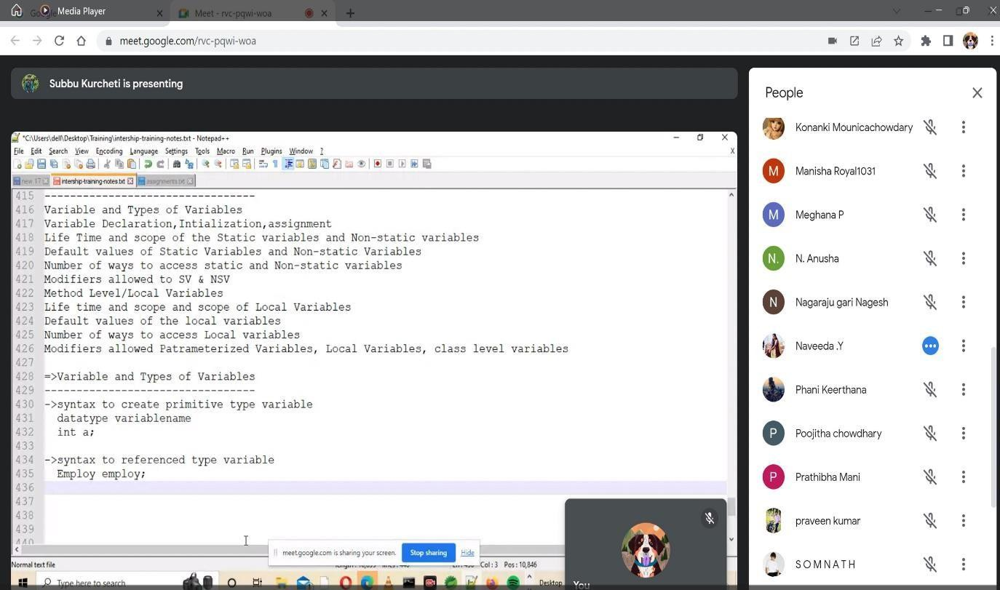 Google
Media Player
Meet - rvc-pqwi-woa
meet.google.com/rvc-pqwi-woa
Subbu Kurcheti is presenting
*C:\Users\dell\Desktop\Training\intership-training-notes.txt - Notepad++
File Edit Search View Encoding Language Settings Tools Macro Run Plugins Window ?
X
new 17 intership-training-notes.txt assignments.txt
415 ---------------------------------
416 Variable and Types of Variables
417 Variable Declaration,Intialization,assignment
418 Life Time and scope of the Static variables and Non-static variables
419 Default values of Static Variables and Non-static Variables
420 Number of ways to access static and Non-static variables
421 Modifiers allowed to SV & NSV
422 Method Level/Local Variables
423 Life time and scope and scope of Local Variables
424 Default values of the local variables
425 Number of ways to access Local variables
426 Modifiers allowed Patrameterized Variables, Local Variables, class level variables
427
428 =>Variable and Types of Variables
429 ---------------------------------
430 ->syntax to create primitive type variable
431 datatype variablename
432 int a;
433
434 ->syntax to referenced type variable
435 Employ employ;
436
437
438
439
440
meet.google.com is sharing your screen. Stop sharing Hide
Normal text file
Col : 3 Pos : 10,846
Type here to search
Desktop
You
People
Konanki Mounicachowdary
M Manisha Royal1031
M Meghana P
N. N. Anusha
N Nagaraju gari Nagesh
Naveeda .Y
Phani Keerthana
P Poojitha chowdhary
P Prathibha Mani
praveen kumar
S O M N A T H